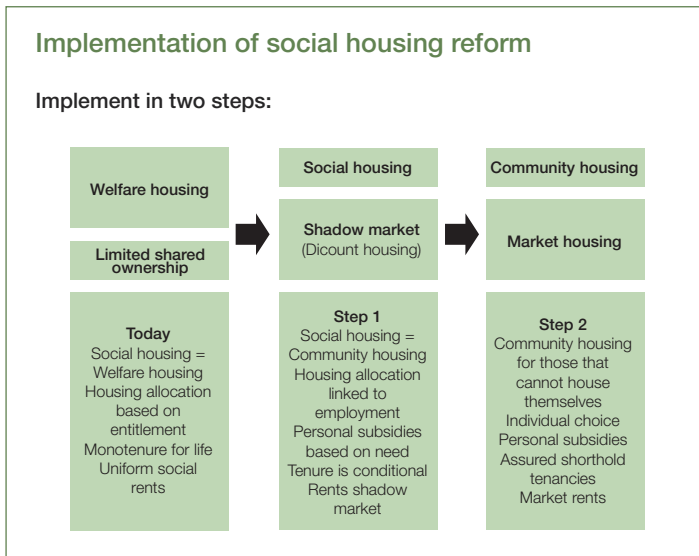 Implementation of social housing reform
Implement in two steps:
Welfare housing
Limited shared
ownership
Today
Social housing =
Welfare housing
Housing allocation
based on
entitlement
Monotenure for life
Uniform social
rents
Social housing
Shadow market
(Dicount housing)
Step 1
Social housing =
Community housing
Housing allocation
linked to
employment
Personal subsidies
based on need
Tenure is conditional
Rents shadow
market
Community housing
Market housing
Step 2
Community housing
for those that
cannot house
themselves
Individual choice
Personal subsidies
Assured shorthold
tenancies
Market rents